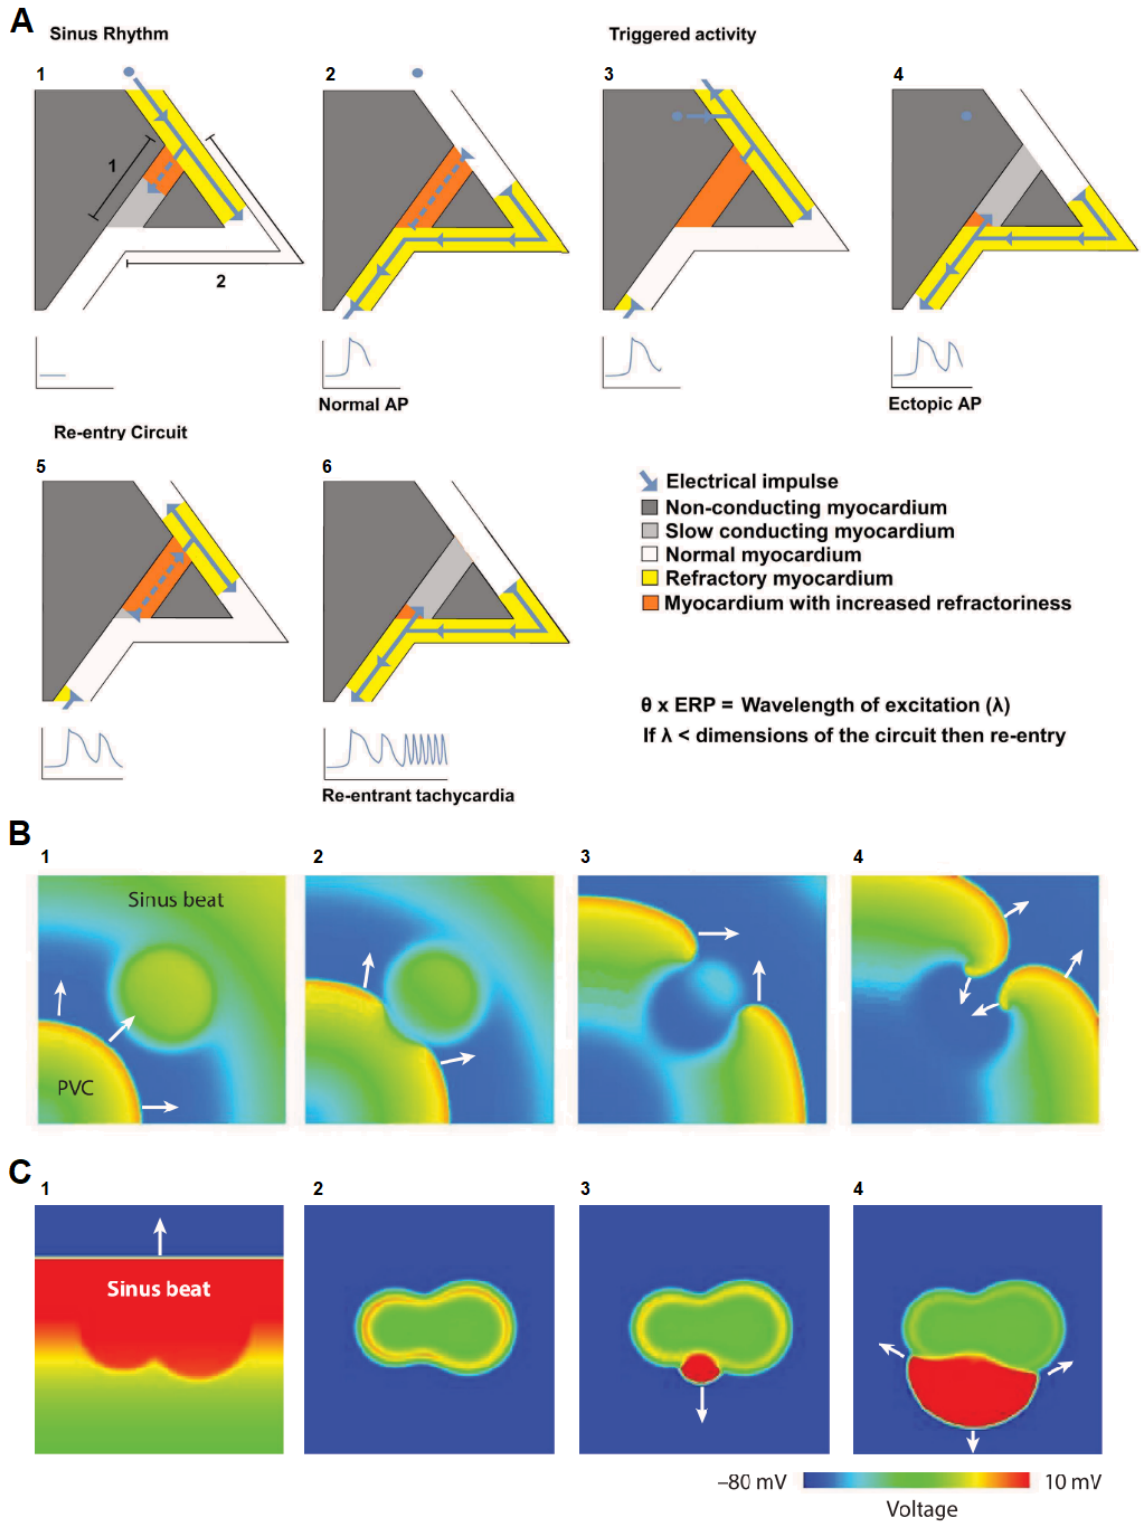 A
Sinus Rhythm
Triggered activity
1
2
3
4
1
2
Normal AP
Ectopic AP
Re-entry Circuit
5
6
Electrical impulse
Non-conducting myocardium
Slow conducting myocardium
Normal myocardium
Refractory myocardium
Myocardium with increased refractoriness
θ x ERP = Wavelength of excitation (λ)
If λ < dimensions of the circuit then re-entry
Re-entrant tachycardia
B
1
2
3
4
Sinus beat
PVC
C
1
2
3
4
Sinus beat
–80 mV
10 mV
Voltage